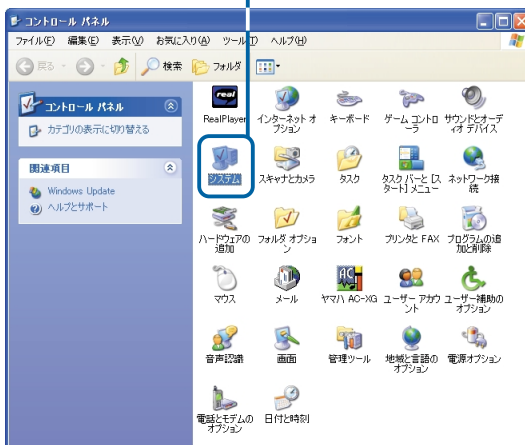 コントロール パネル
ファイル(F) 編集(E) 表示(V) お気に入り(A) ツール(T) ヘルプ(H)
戻る 検索 フォルダ
コントロール パネル
カテゴリの表示に切り替える
関連項目
Windows Update
ヘルプとサポート
real
RealPlayer
インターネット オ
プション
キーボード
ゲーム コントロ
ーラ
サウンドとオーデ
ィオ デバイス
システム
スキャナとカメラ
タスク
タスク バーと [ス
タート] メニュー
ネットワーク接
続
ハードウェアの
追加
フォルダ オプショ
ン
フォント
プリンタと FAX
プログラムの追
加と削除
マウス
メール
AC
ヤマハ AC-XG
ユーザー アカウ
ント
ユーザー補助の
オプション
音声認識
画面
管理ツール
地域と言語の
オプション
電源オプション
電話とモデムの
オプション
日付と時刻